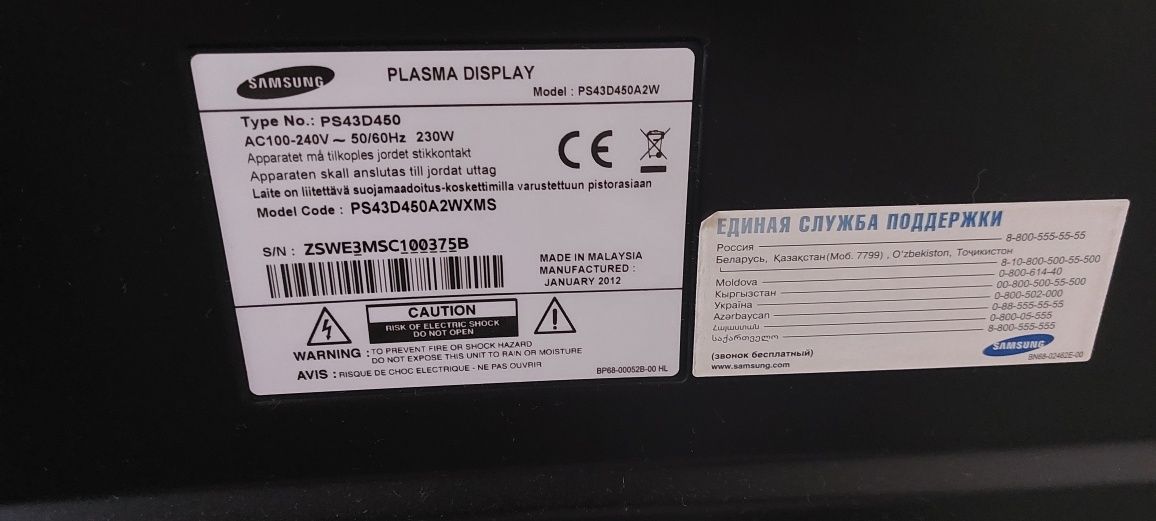 SAMSUNG
PLASMA DISPLAY
Model : PS43D450A2W
Type No.: PS43D450
AC100-240V ~ 50/60Hz 230W
Apparatet må tilkoples jordet stikkontakt
Apparaten skall anslutas till jordat uttag
Laite on liitettävä suojamaadoitus-koskettimilla varustettuun pistorasiaan
Model Code : PS43D450A2WXMS
S/N : ZSWE3MSC100375B
MADE IN MALAYSIA
MANUFACTURED :
JANUARY 2012
CAUTION
RISK OF ELECTRIC SHOCK
DO NOT OPEN
WARNING : TO PREVENT FIRE OR SHOCK HAZARD
DO NOT EXPOSE THIS UNIT TO RAIN OR MOISTURE
AVIS : RISQUE DE CHOC ELECTRIQUE - NE PAS OUVRIR
BP68-00052B-00 HL
ЕДИНАЯ СЛУЖБА ПОДДЕРЖКИ
Россия 8-800-555-55-55
Беларусь, Қазақстан(Моб. 7799) , O'zbekiston, Тоҷикистон
8-10-800-500-55-500
Moldova 0-800-614-40
Кыргызстан 00-800-500-55-500
Україна 0-800-502-000
Azərbaycan 0-88-555-55-55
Հայաստան 0-800-05-555
საქართველო 8-800-555-555
(звонок бесплатный)
www.samsung.com
SAMSUNG
BN68-02462E-00